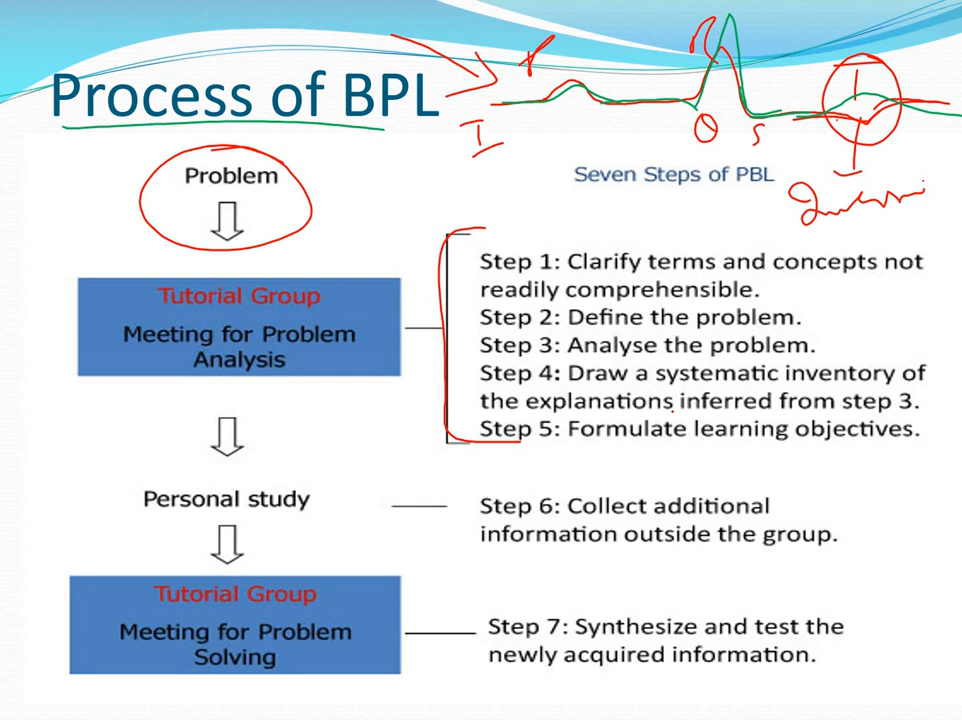 Process of BPL
P
R
I
Q
S
Problem
Seven Steps of PBL
Tutorial Group
Meeting for Problem
Analysis
Step 1: Clarify terms and concepts not
readily comprehensible.
Step 2: Define the problem.
Step 3: Analyse the problem.
Step 4: Draw a systematic inventory of
the explanations inferred from step 3.
Step 5: Formulate learning objectives.
Personal study
Step 6: Collect additional
information outside the group.
Tutorial Group
Meeting for Problem
Solving
Step 7: Synthesize and test the
newly acquired information.